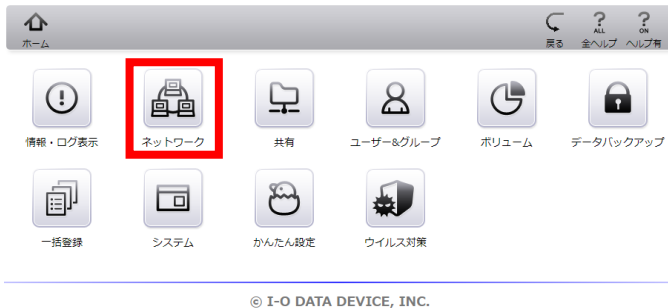 ホーム
?
ALL
?
ON
戻る 全ヘルプ ヘルプ有
情報・ログ表示 ネットワーク 共有 ユーザー&グループ ボリューム データバックアップ
一括登録 システム かんたん設定 ウイルス対策
© I-O DATA DEVICE, INC.